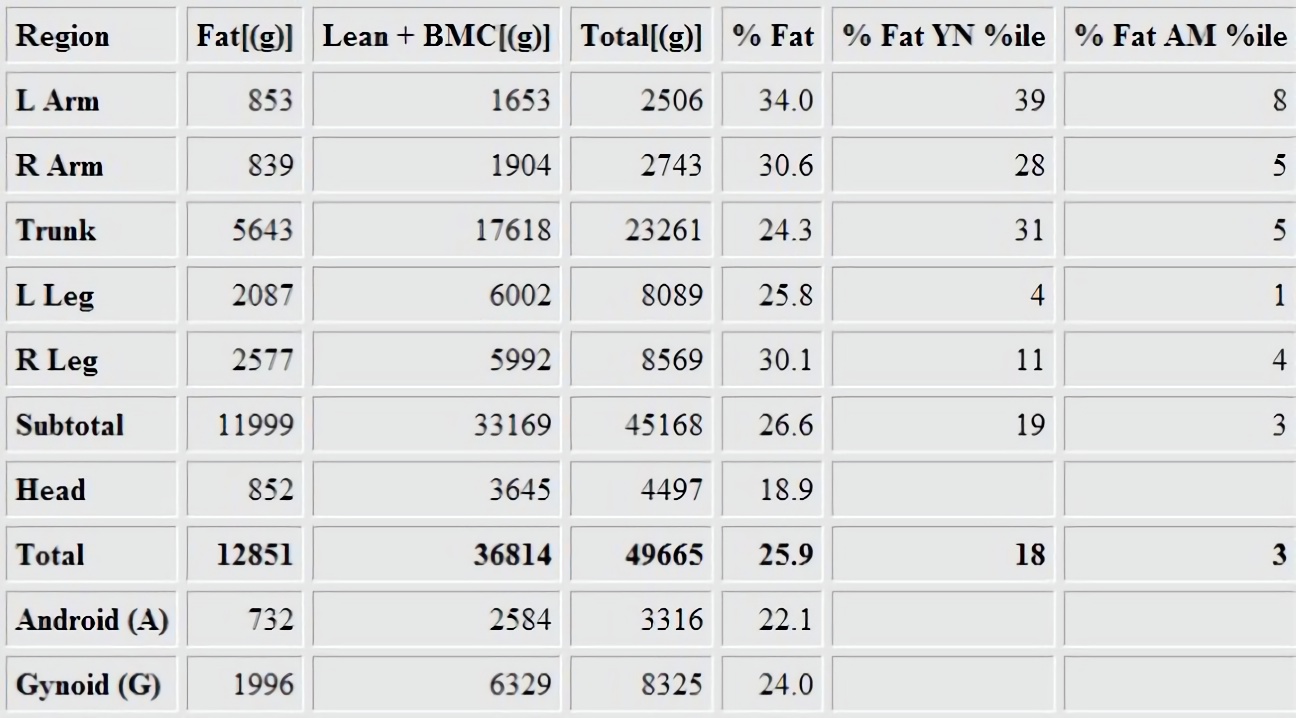 Region Fat[(g)] Lean + BMC[(g)] Total[(g)] % Fat % Fat YN %ile % Fat AM %ile
L Arm 853 1653 2506 34.0 39 8
R Arm 839 1904 2743 30.6 28 5
Trunk 5643 17618 23261 24.3 31 5
L Leg 2087 6002 8089 25.8 4 1
R Leg 2577 5992 8569 30.1 11 4
Subtotal 11999 33169 45168 26.6 19 3
Head 852 3645 4497 18.9
Total 12851 36814 49665 25.9 18 3
Android (A) 732 2584 3316 22.1
Gynoid (G) 1996 6329 8325 24.0